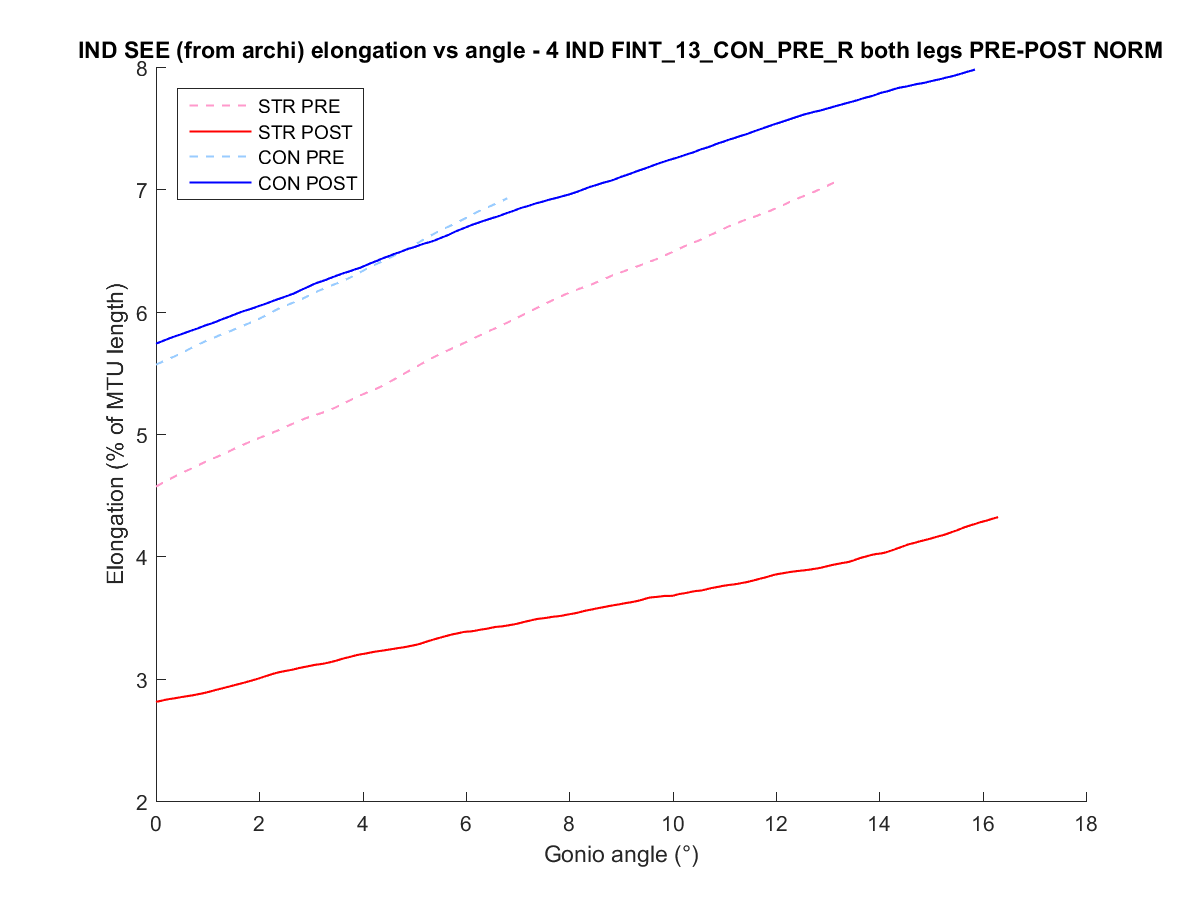 IND SEE (from archi) elongation vs angle - 4 IND FINT_13_CON_PRE_R both legs PRE-POST NORM
8
7
6
5
4
3
2
STR PRE
STR POST
CON PRE
CON POST
Elongation (% of MTU length)
0 2 4 6 8 10 12 14 16 18
Gonio angle (°)